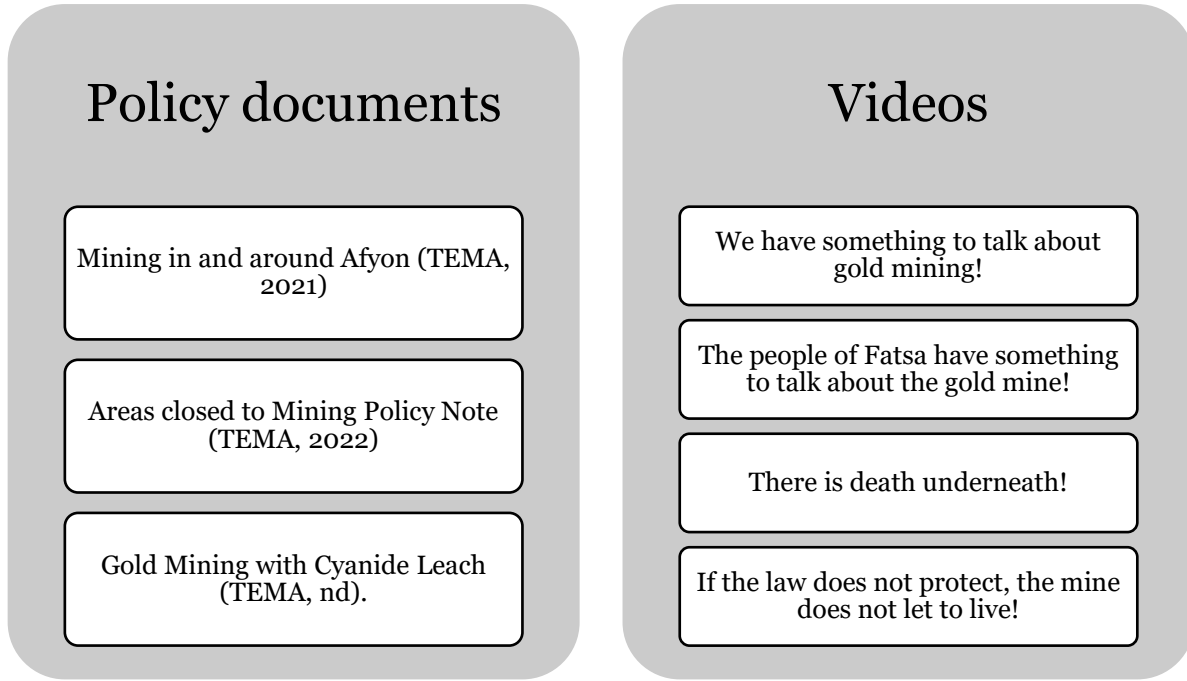 Policy documents
Mining in and around Afyon (TEMA,
2021)
Areas closed to Mining Policy Note
(TEMA, 2022)
Gold Mining with Cyanide Leach
(TEMA, nd).
Videos
We have something to talk about
gold mining!
The people of Fatsa have something
to talk about the gold mine!
There is death underneath!
If the law does not protect, the mine
does not let to live!